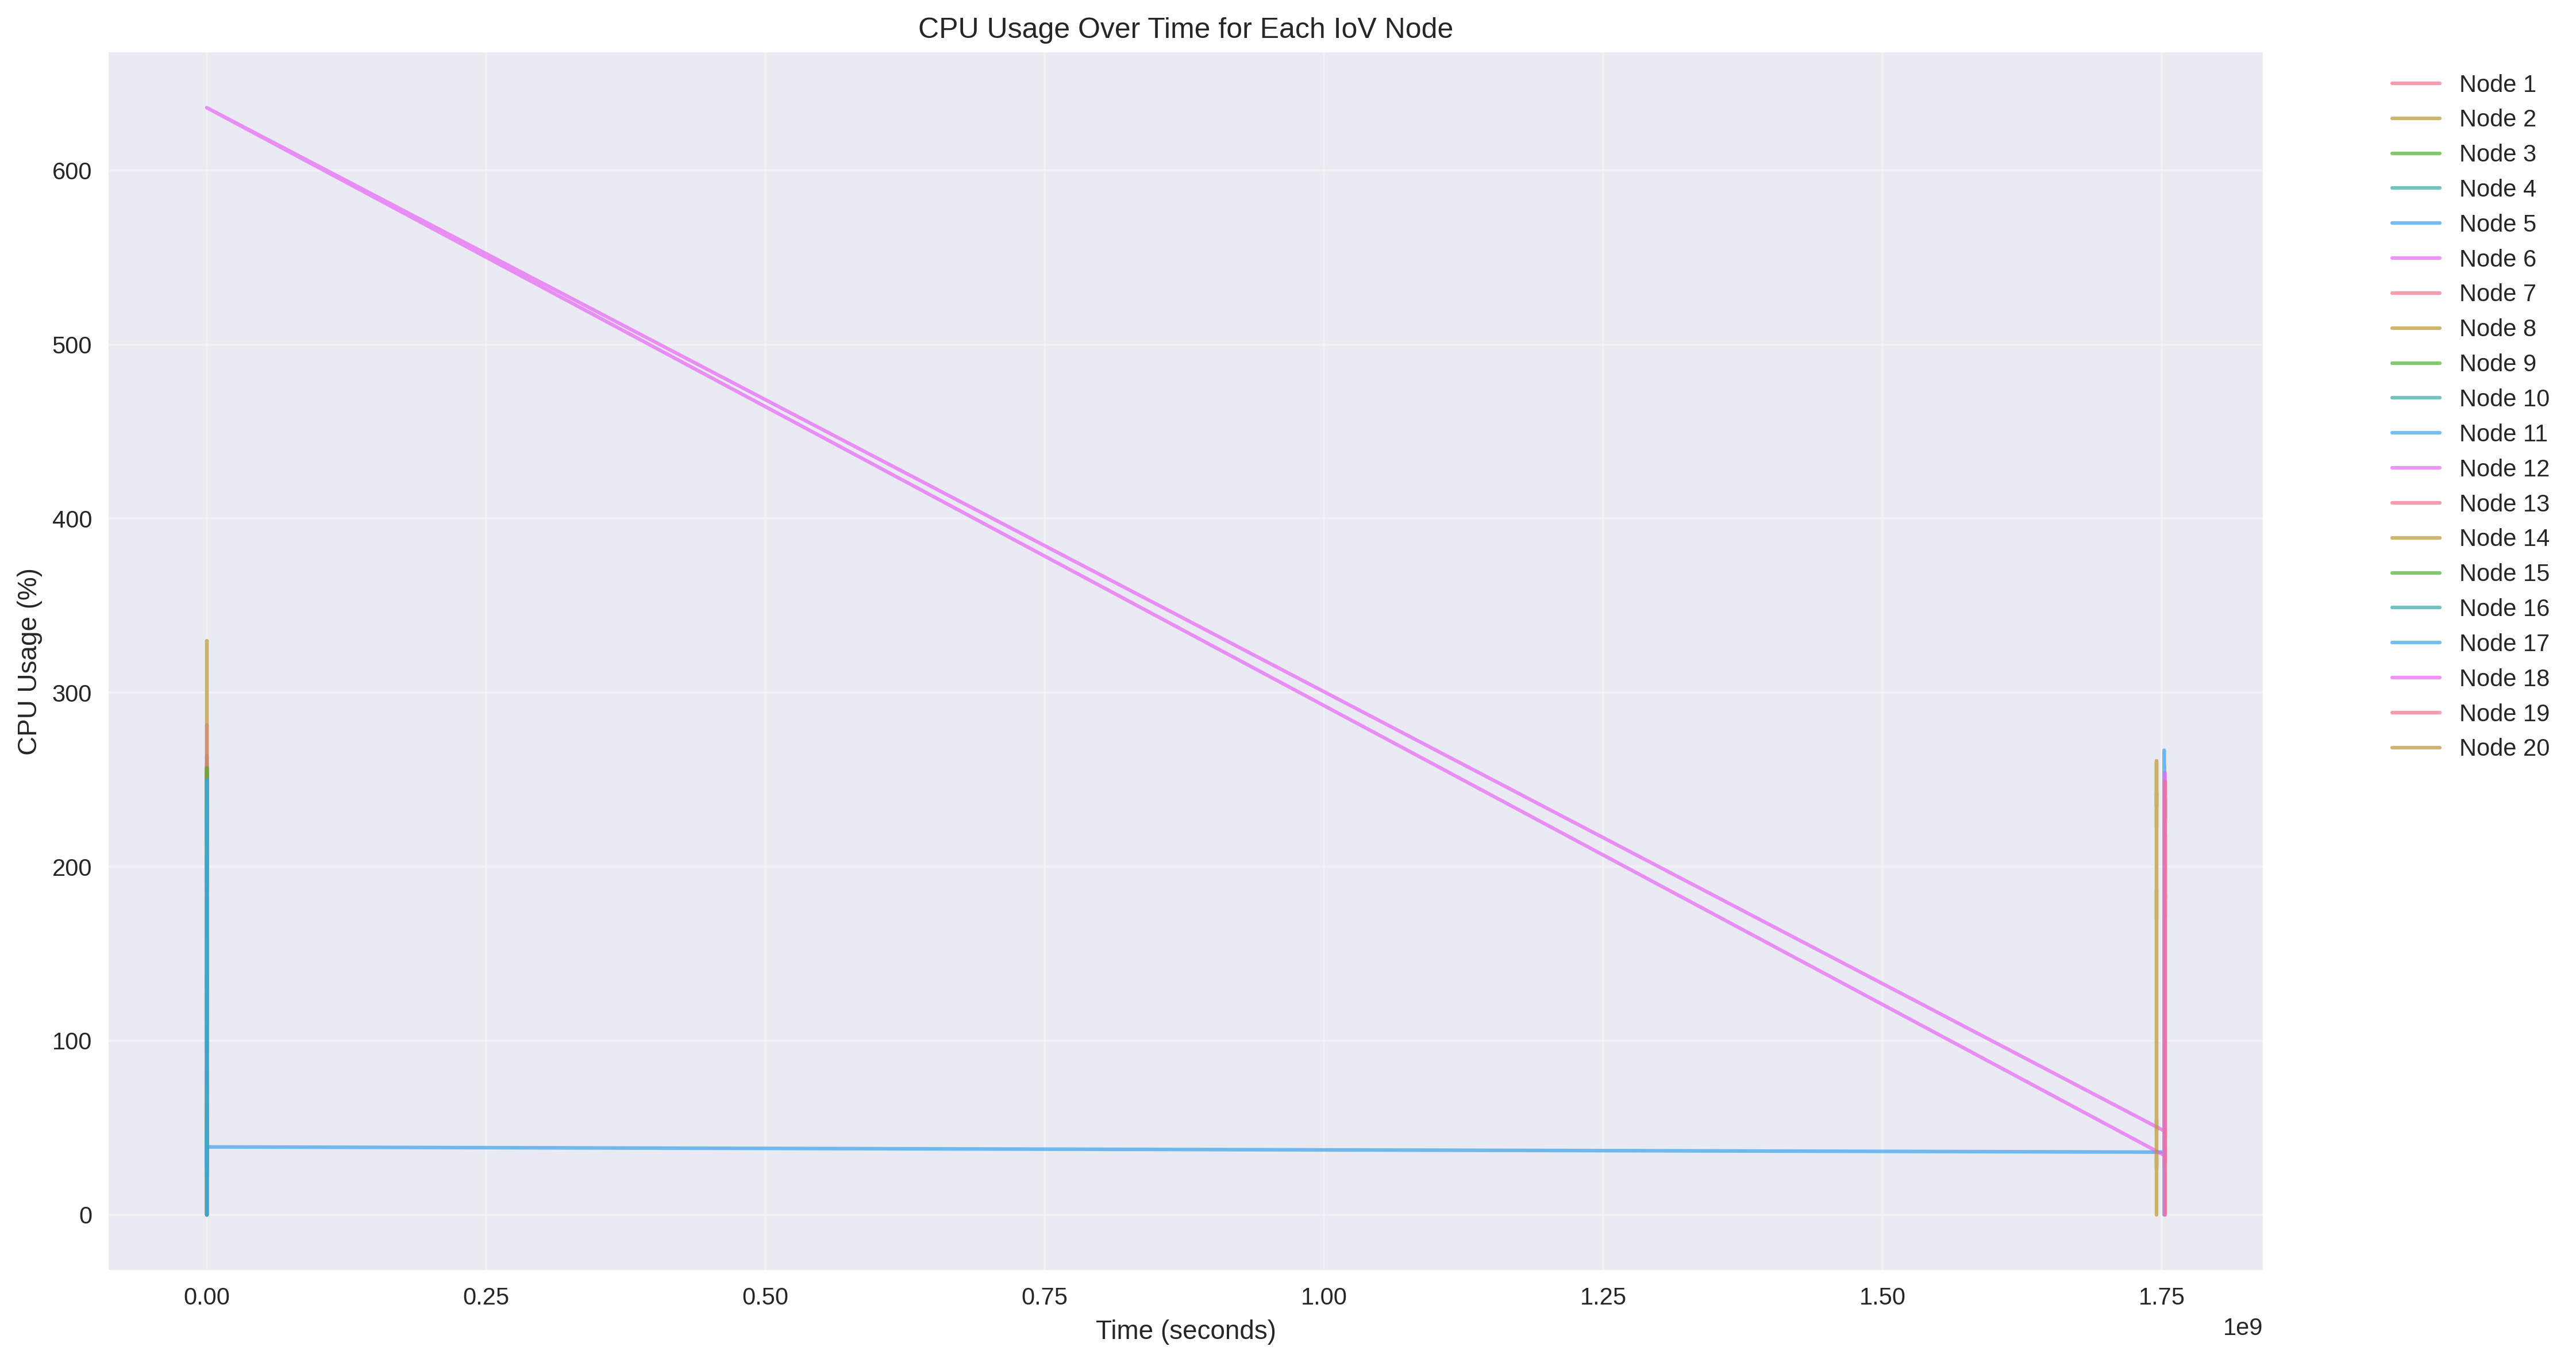 CPU Usage Over Time for Each IoV Node
CPU Usage (%)
600
500
400
300
200
100
0
0.00 0.25 0.50 0.75 1.00 1.25 1.50 1.75
1e9
Time (seconds)
Node 1
Node 2
Node 3
Node 4
Node 5
Node 6
Node 7
Node 8
Node 9
Node 10
Node 11
Node 12
Node 13
Node 14
Node 15
Node 16
Node 17
Node 18
Node 19
Node 20